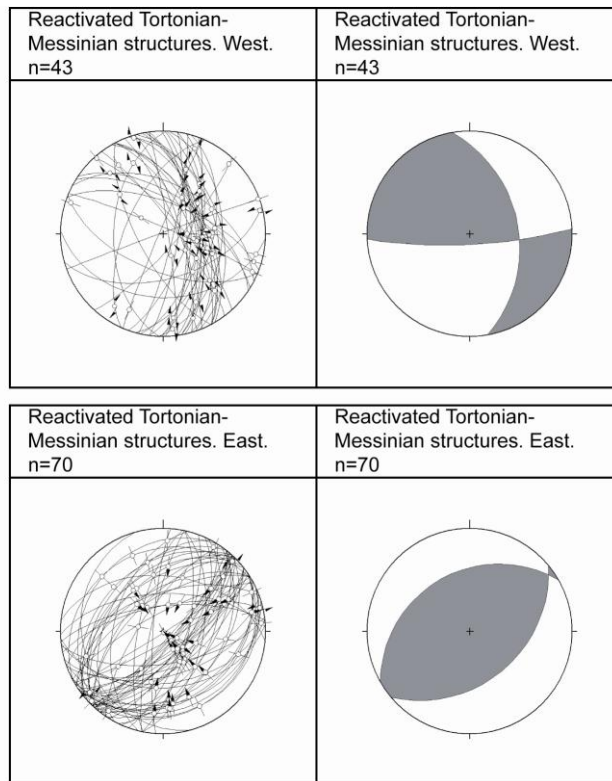 Reactivated Tortonian-
Messinian structures. West.
n=43
Reactivated Tortonian-
Messinian structures. West.
n=43
Reactivated Tortonian-
Messinian structures. East.
n=70
Reactivated Tortonian-
Messinian structures. East.
n=70